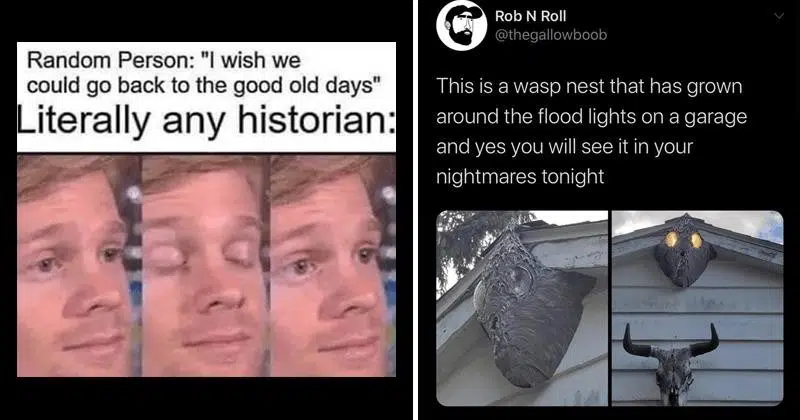 Random Person: "I wish we
could go back to the good old days"
Literally any historian:
Rob N Roll
@thegallowboob
This is a wasp nest that has grown
around the flood lights on a garage
and yes you will see it in your
nightmares tonight